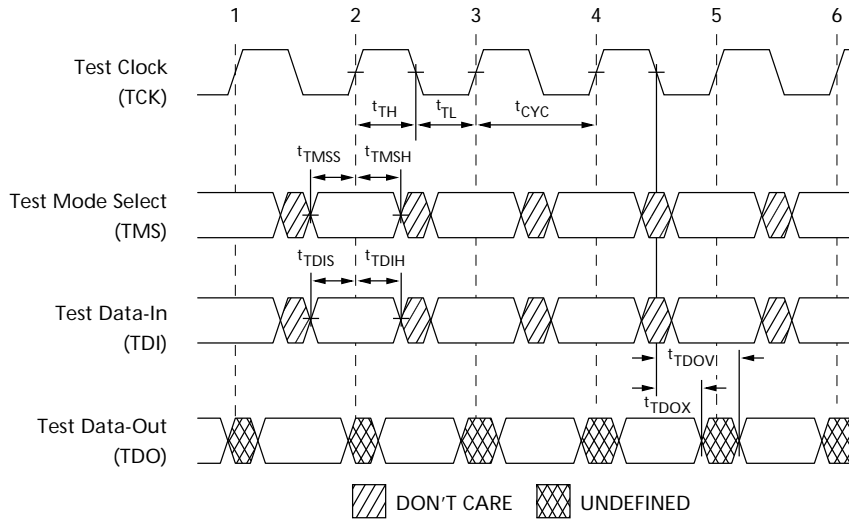 1 2 3 4 5 6
Test Clock
(TCK)
tTH tTL tCYC
tTMSS tTMSH
Test Mode Select
(TMS)
tTDIS tTDIH
Test Data-In
(TDI)
tTDOV
tTDOX
Test Data-Out
(TDO)
DON'T CARE UNDEFINED